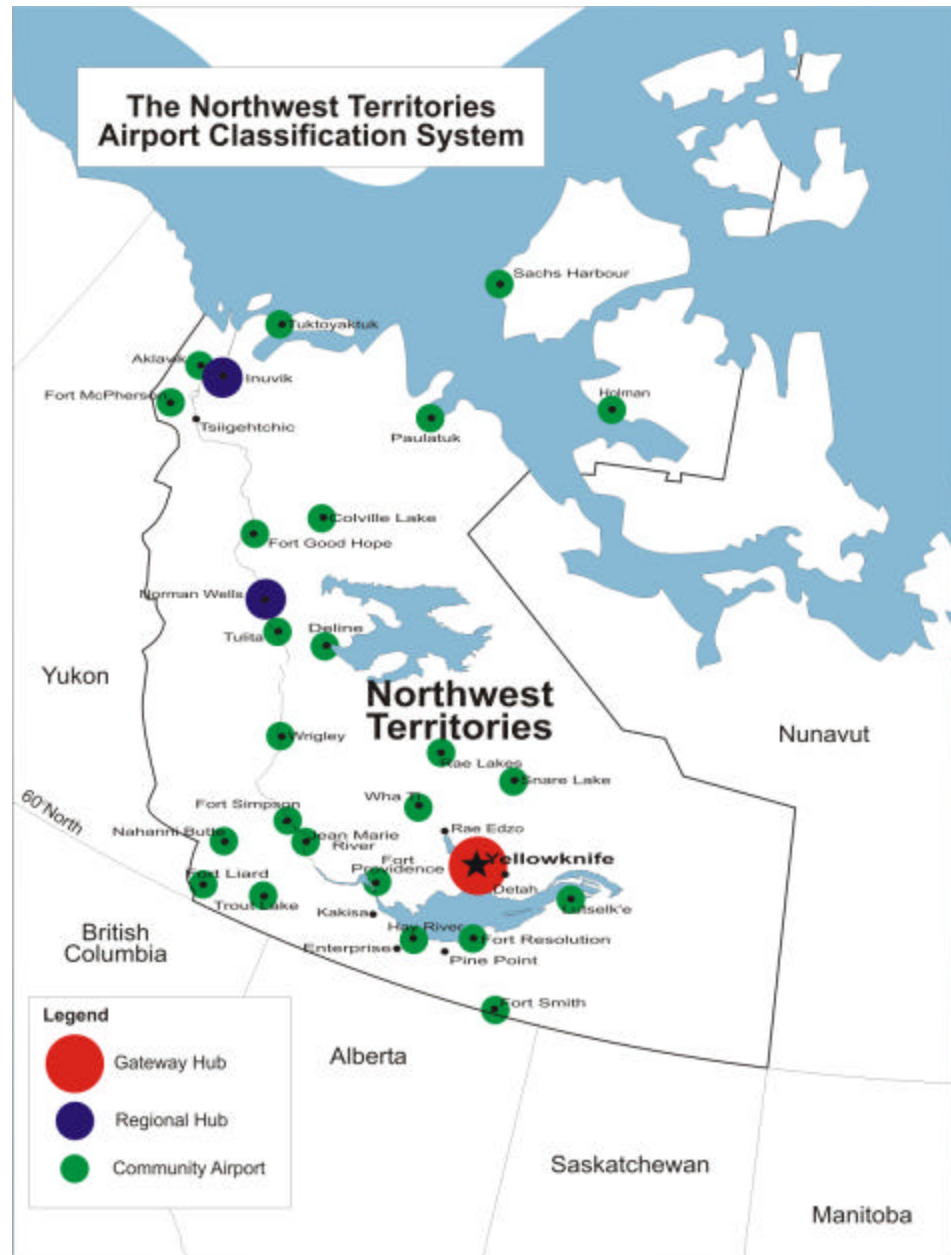 The Northwest Territories
Airport Classification System
Sachs Harbour
Tuktoyaktuk
Aklavik
Inuvik
Fort McPherson
Holman
Tsiigehtchic
Paulatuk
Colville Lake
Fort Good Hope
Norman Wells
Deline
Tulita
Yukon
Northwest
Territories
Nunavut
Wrigley
Rae Lakes
Snare Lake
60°North
Fort Simpson
Wha Ti
Rae Edzo
Nahanni Butte
Jean Marie
River
Yellowknife
Fort
Providence
Fort Liard
Detah
Trout Lake
Lutselk'e
Kakisa
Hay River
Fort Resolution
Enterprise
Pine Point
British
Columbia
Fort Smith
Alberta
Legend
Gateway Hub
Regional Hub
Community Airport
Saskatchewan
Manitoba